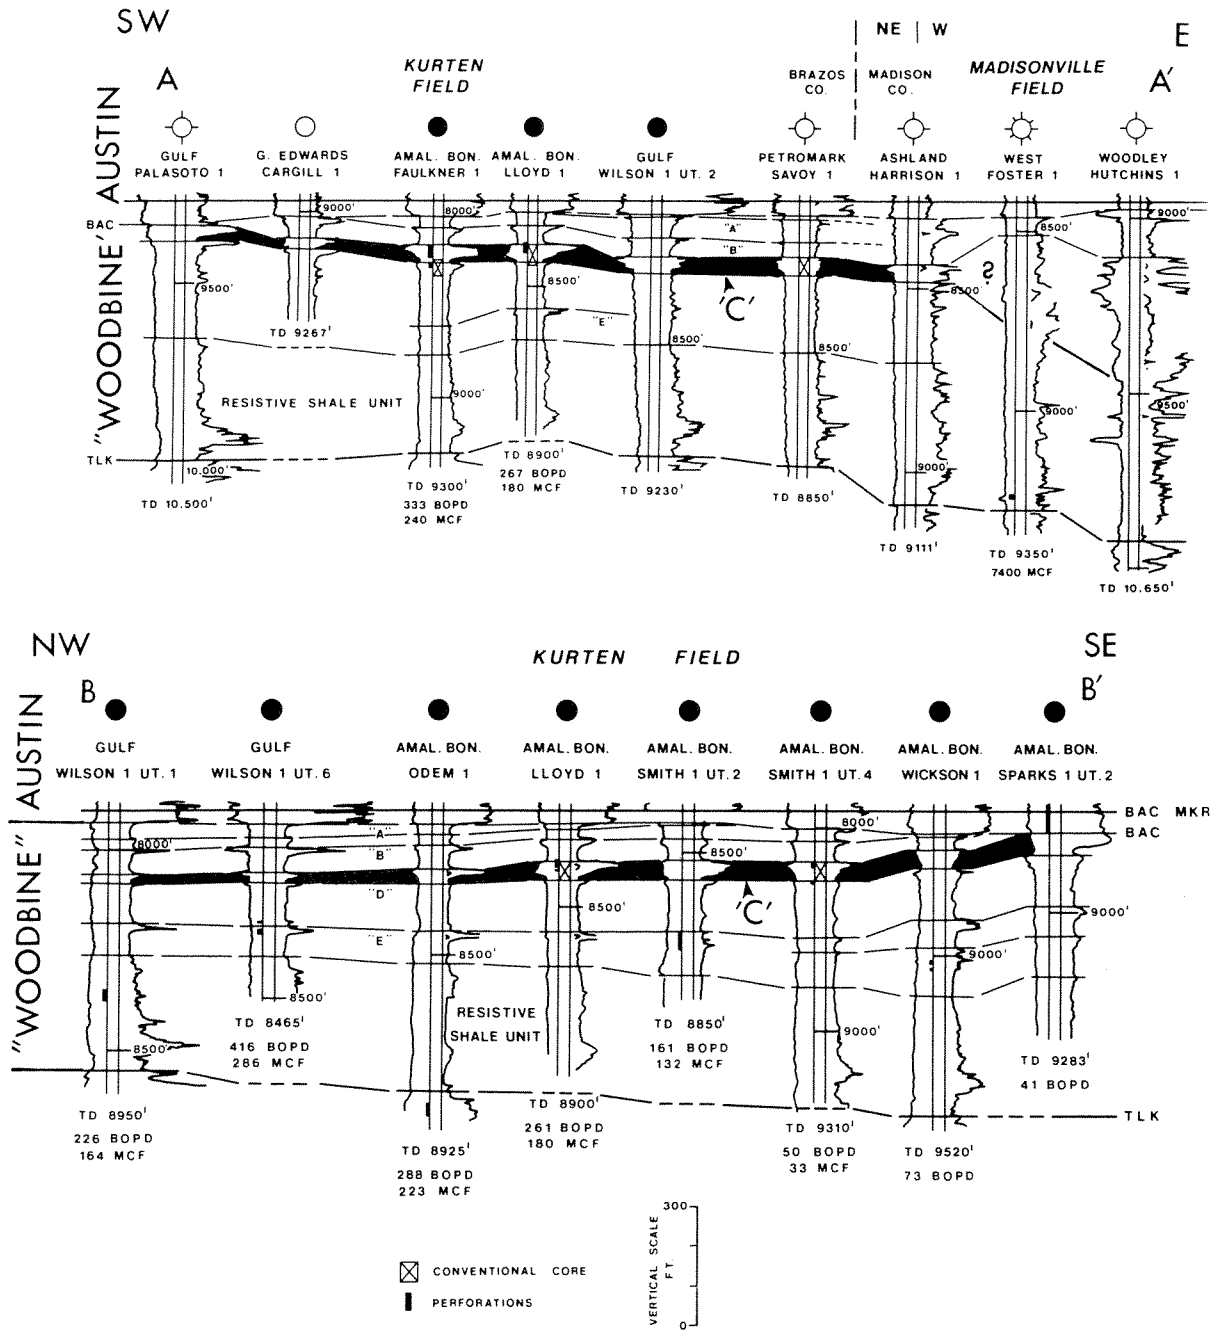 SW
NE | W
E
A
KURTEN
FIELD
BRAZOS
CO.
MADISON
CO.
MADISONVILLE
FIELD
A'
"WOODBINE' AUSTIN
GULF
PALASOTO 1
G. EDWARDS
CARGILL 1
AMAL. BON.
FAULKNER 1
AMAL. BON.
LLOYD 1
GULF
WILSON 1 UT. 2
PETROMARK
SAVOY 1
ASHLAND
HARRISON 1
WEST
FOSTER 1
WOODLEY
HUTCHINS 1
BAC
9000'
8000'
"A"
"B"
8500'
9000'
9500'
8500'
'C'
?
8500'
"E"
TD 9267'
8500'
8500'
RESISTIVE SHALE UNIT
9000'
9000'
9500'
TLK
10.000'
9000'
TD 10.500'
TD 9300'
333 BOPD
240 MCF
TD 8900'
267 BOPD
180 MCF
TD 9230'
TD 8850'
TD 9111'
TD 9350'
7400 MCF
TD 10.650'
NW
SE
KURTEN FIELD
B
B'
"WOODBINE" AUSTIN
GULF
WILSON 1 UT. 1
GULF
WILSON 1 UT. 6
AMAL. BON.
ODEM 1
AMAL. BON.
LLOYD 1
AMAL. BON.
SMITH 1 UT. 2
AMAL. BON.
SMITH 1 UT. 4
AMAL. BON.
WICKSON 1
AMAL. BON.
SPARKS 1 UT. 2
BAC MKR
BAC
8000'
"A"
"B"
8500'
8000'
"D"
'C'
8500'
9000'
"E"
8500'
9000'
8500'
RESISTIVE
SHALE UNIT
9000'
8500'
TD 8465'
416 BOPD
286 MCF
TD 8850'
161 BOPD
132 MCF
TD 9283'
41 BOPD
TLK
TD 8950'
226 BOPD
164 MCF
TD 8925'
288 BOPD
223 MCF
TD 8900'
261 BOPD
180 MCF
TD 9310'
50 BOPD
33 MCF
TD 9520'
73 BOPD
CONVENTIONAL CORE
PERFORATIONS
VERTICAL SCALE
FT.
300
0